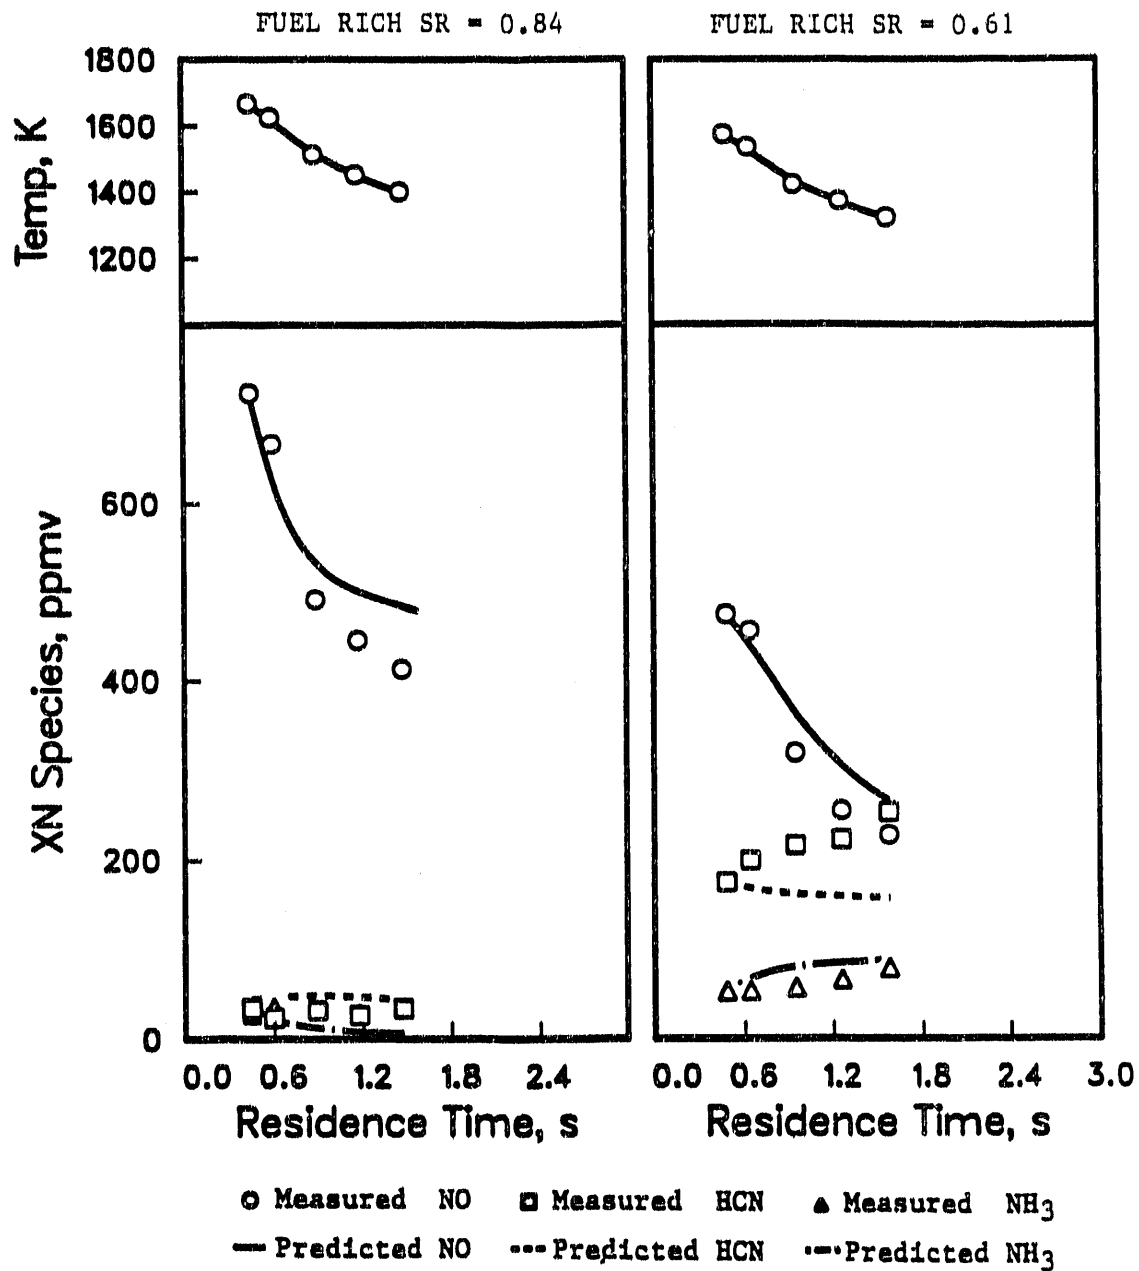 FUEL RICH SR = 0.84 FUEL RICH SR = 0.61
1800
1600
1400
1200
Temp, K
600
400
200
0
XN Species, ppmv
0.0 0.6 1.2 1.8 2.4 0.0 0.6 1.2 1.8 2.4 3.0
Residence Time, s Residence Time, s
Measured NO Measured HCN Measured NH3
Predicted NO Predicted HCN Predicted NH3